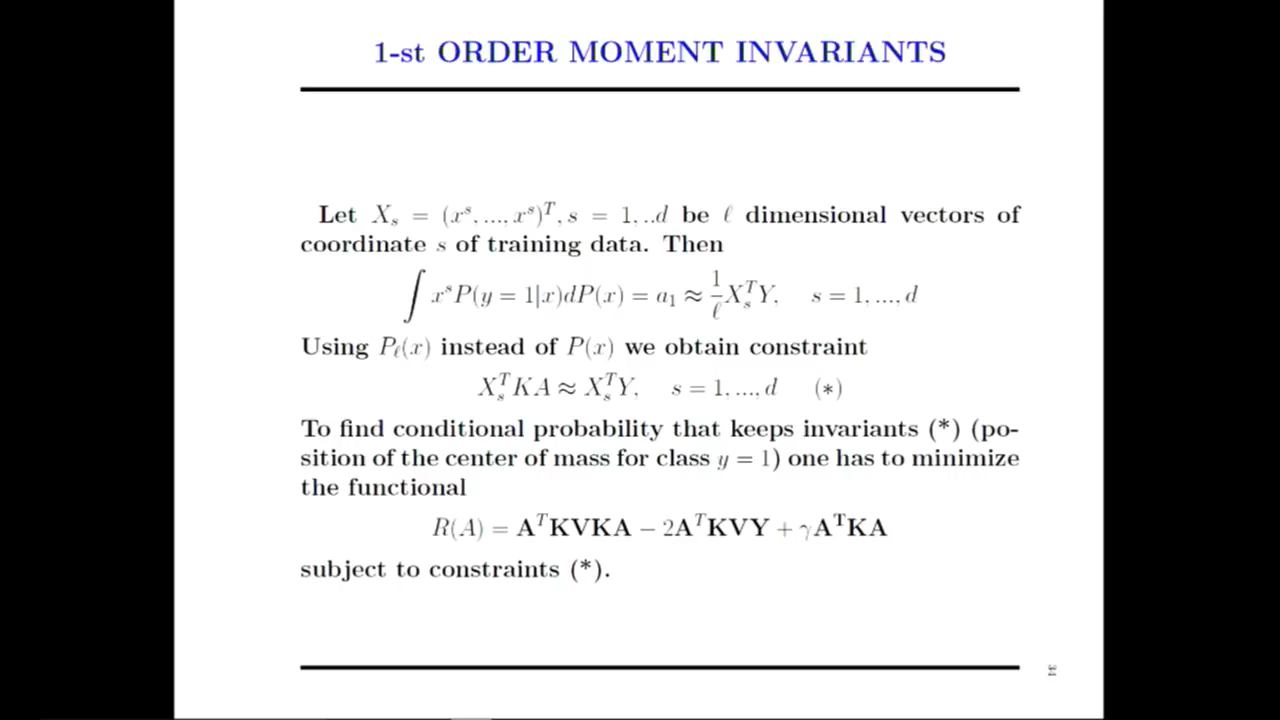 1-st ORDER MOMENT INVARIANTS
Let X_s = (x^s, ...., x^s)^T, s = 1, ..d be ℓ dimensional vectors of
coordinate s of training data. Then
∫ x^s P(y = 1|x)dP(x) = a_1 ≈ 1/ℓ X_s^T Y, s = 1, ..., d
Using P_ℓ(x) instead of P(x) we obtain constraint
X_s^T KA ≈ X_s^T Y, s = 1, ..., d (*)
To find conditional probability that keeps invariants (*) (po-
sition of the center of mass for class y = 1) one has to minimize
the functional
R(A) = A^T KVKA − 2A^T KVY + γA^T KA
subject to constraints (*).